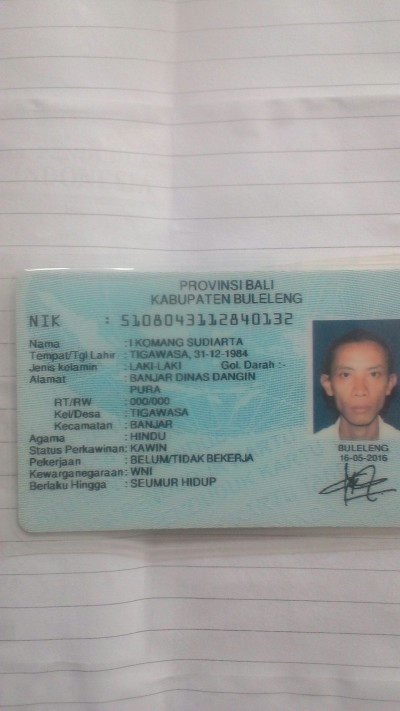 PROVINSI BALI
KABUPATEN BULELENG
NIK : 5108043112840132
Nama : I KOMANG SUDIARTA
Tempat/Tgl Lahir : TIGAWASA, 31-12-1984
Jenis kelamin : LAKI-LAKI Gol. Darah :-
Alamat : BANJAR DINAS DANGIN
PURA
RT/RW : 000/000
Kel/Desa : TIGAWASA
Kecamatan : BANJAR
Agama : HINDU
Status Perkawinan: KAWIN
Pekerjaan : BELUM/TIDAK BEKERJA
Kewarganegaraan: WNI
Berlaku Hingga : SEUMUR HIDUP
BULELENG
16-05-2016